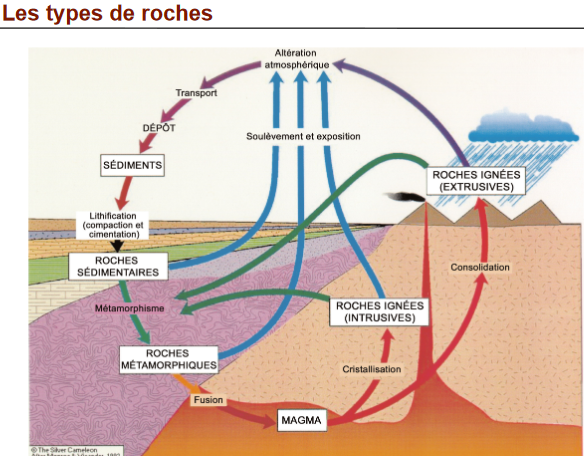 Les types de roches
Altération
atmosphérique
Transport
DÉPÔT
Soulèvement et exposition
SÉDIMENTS
ROCHES IGNÉES
(EXTRUSIVES)
Lithification
(compaction et
cimentation)
ROCHES
SÉDIMENTAIRES
Consolidation
Métamorphisme
ROCHES IGNÉES
(INTRUSIVES)
ROCHES
MÉTAMORPHIQUES
Cristallisation
Fusion
MAGMA
© The Silver Cameleon